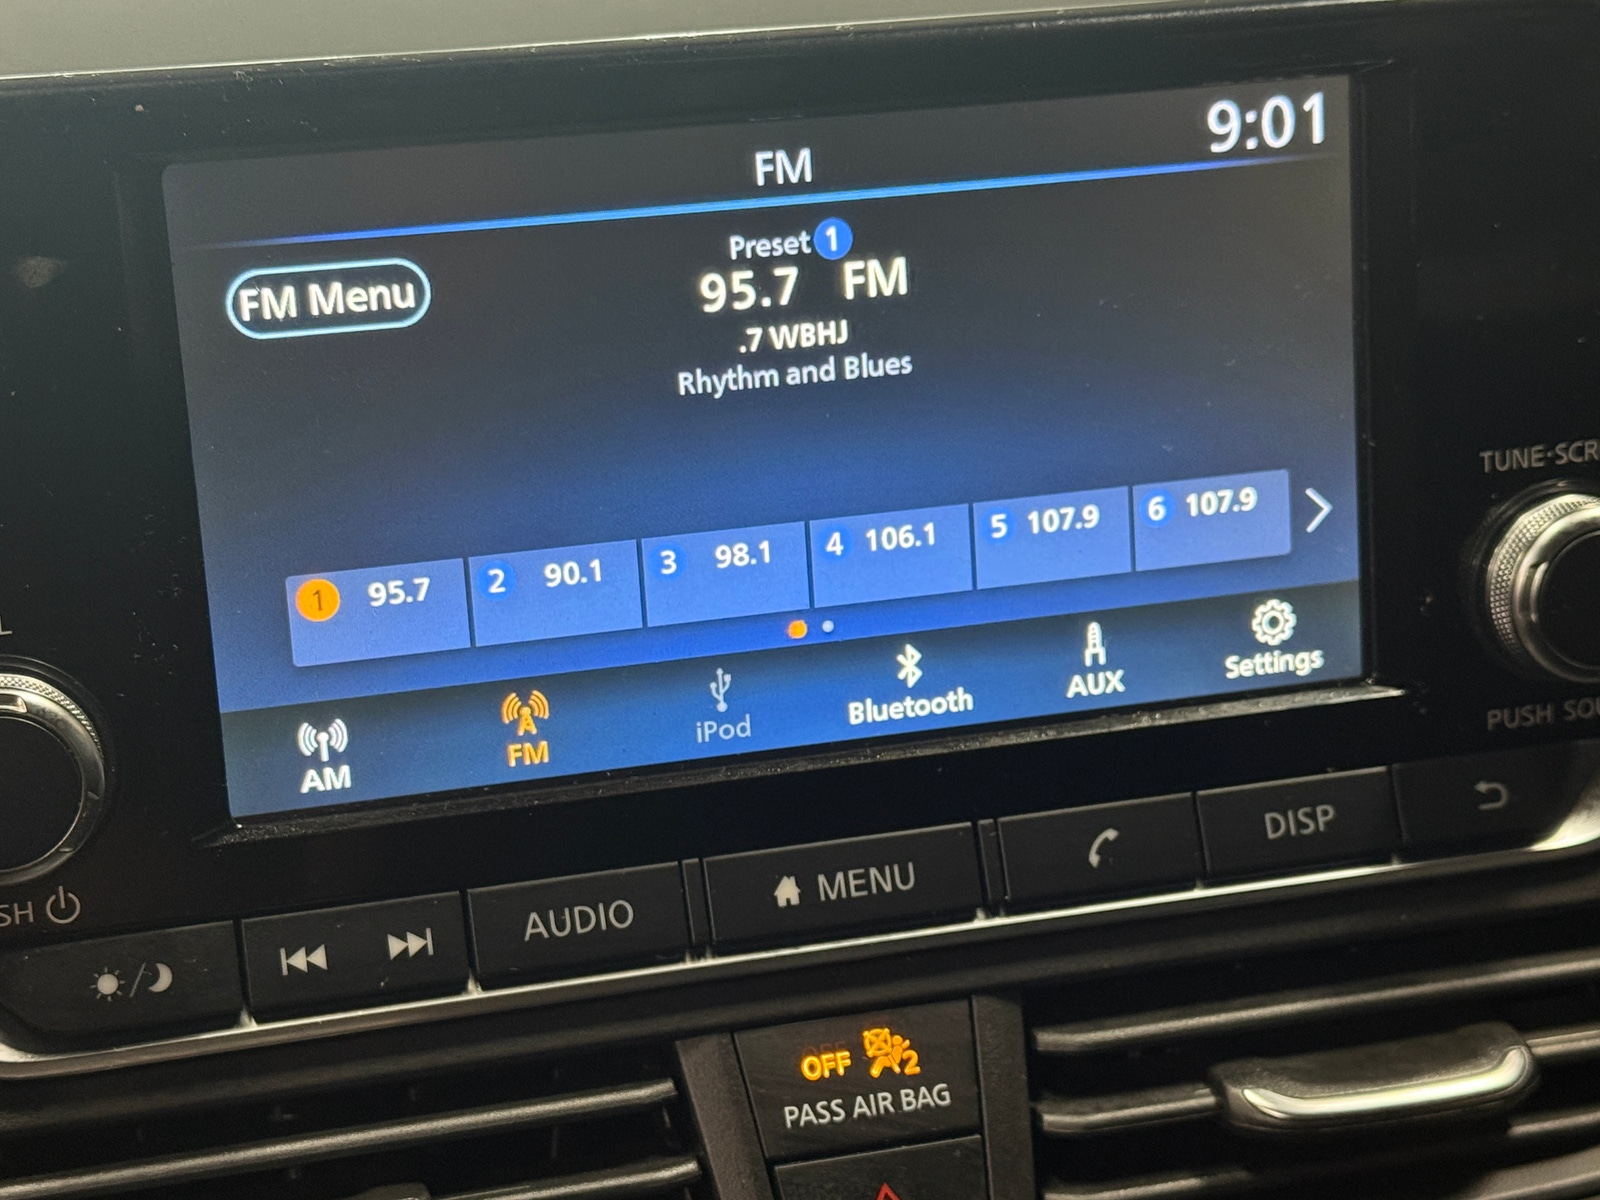 9:01
FM
Preset 1
FM Menu
95.7 FM
.7 WBHJ
Rhythm and Blues
1 95.7 2 90.1 3 98.1 4 106.1 5 107.9 6 107.9
AM FM iPod Bluetooth AUX Settings
TUNE·SCR
PUSH SOU
SH
AUDIO MENU DISP
OFF 2
PASS AIR BAG